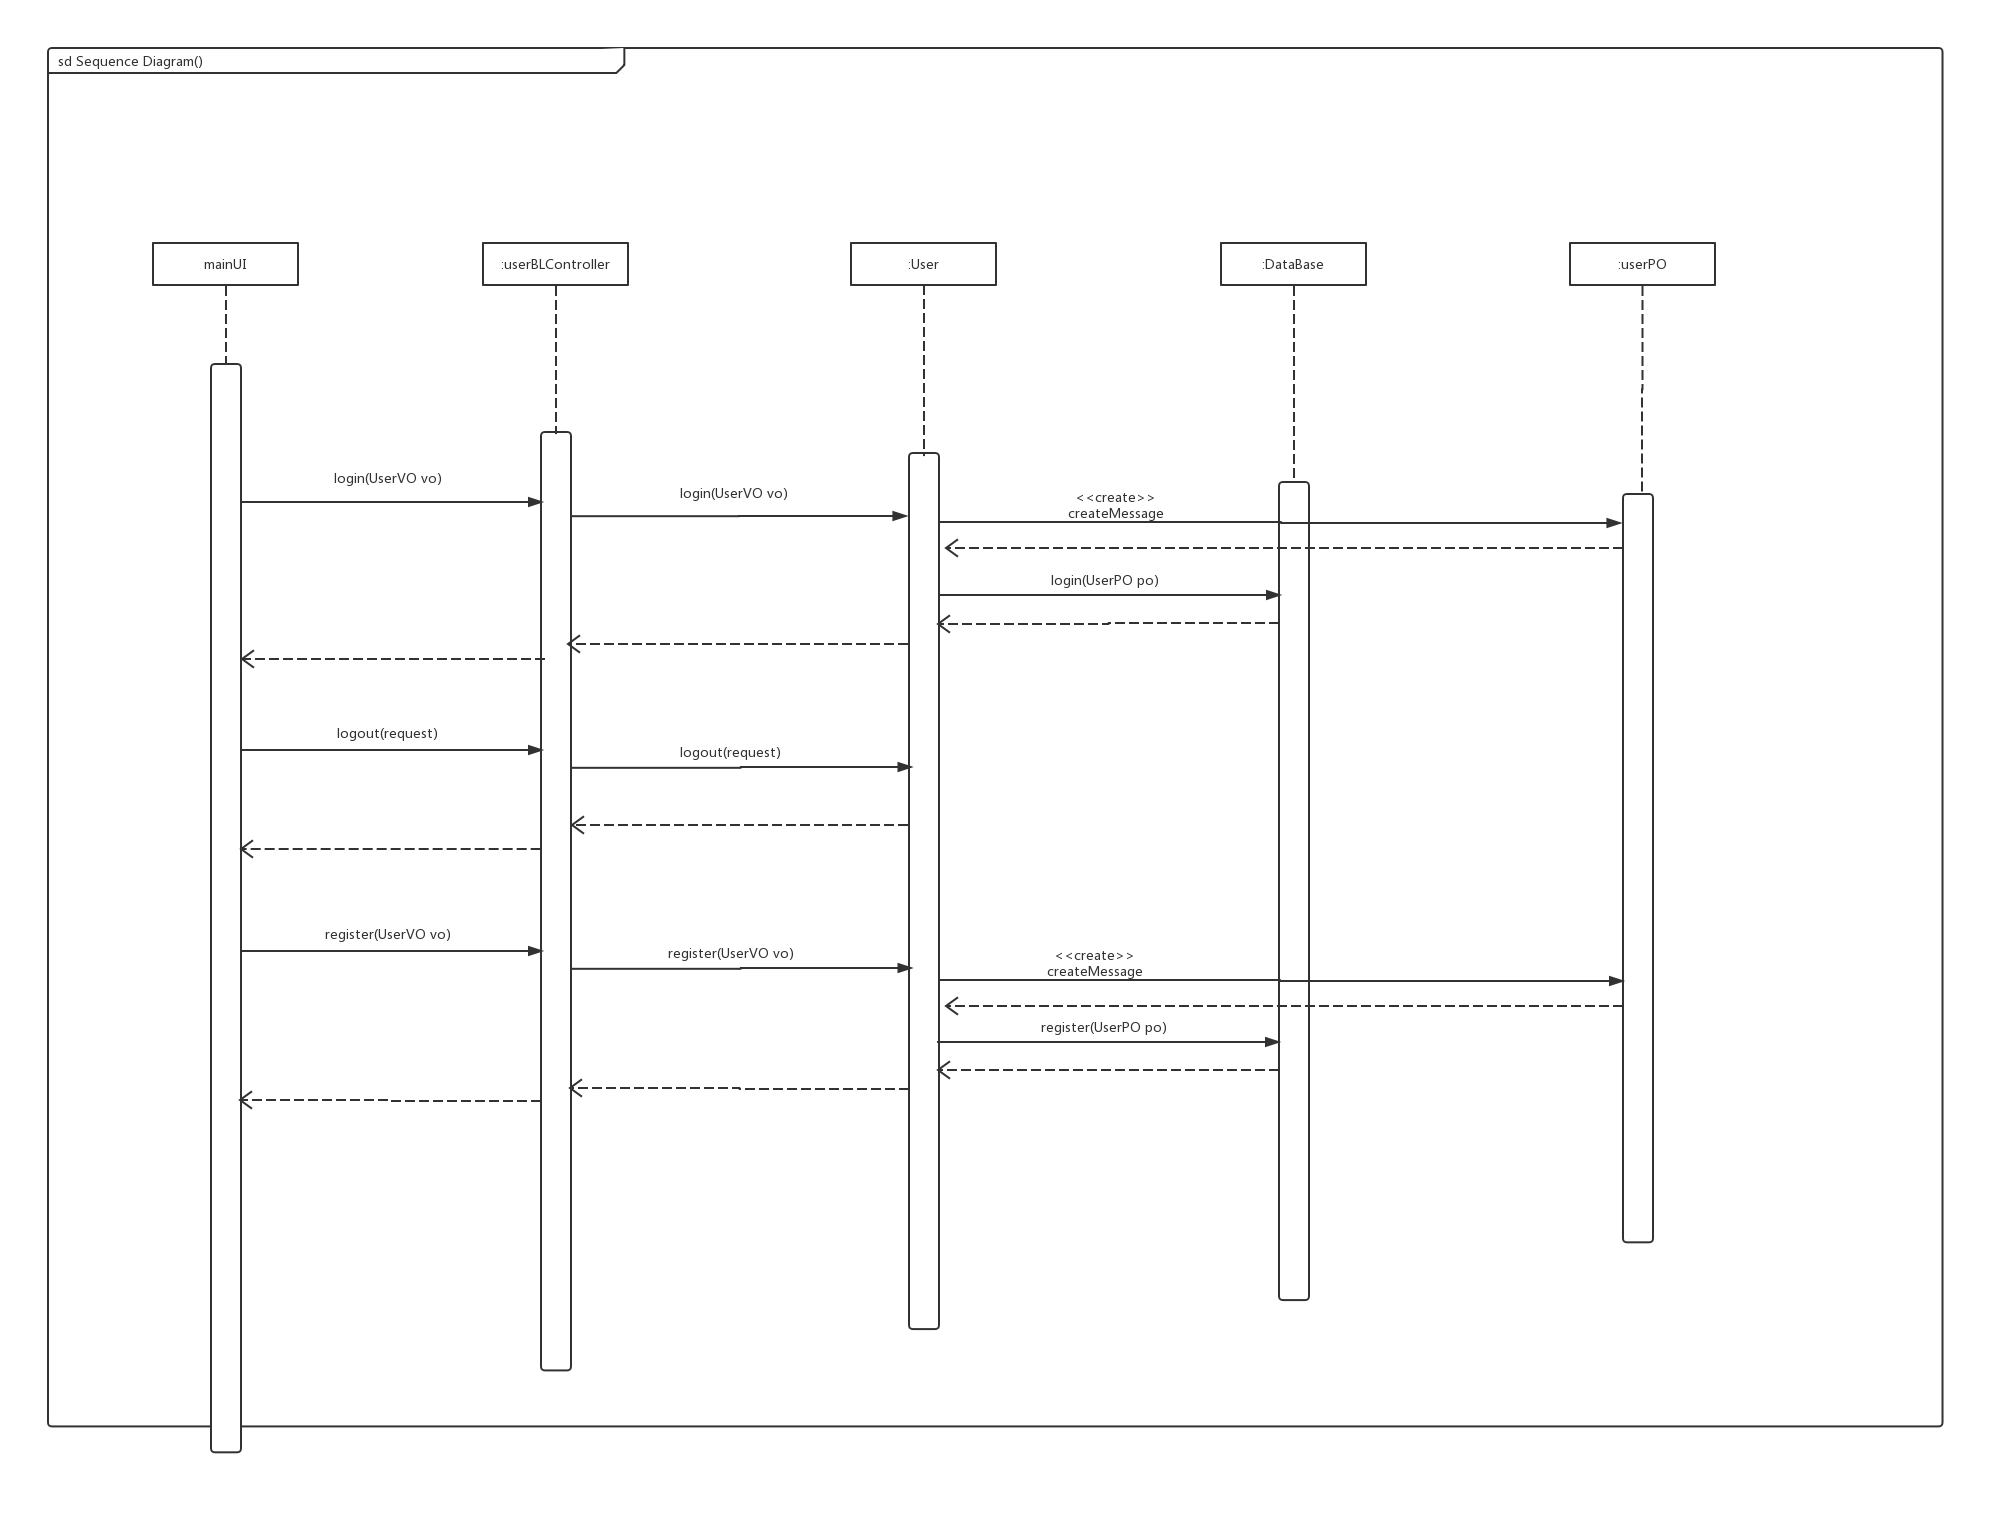 sd Sequence Diagram()
mainUI
:userBLController
:User
:DataBase
:userPO
login(UserVO vo)
login(UserVO vo)
<<create>>
createMessage
login(UserPO po)
logout(request)
logout(request)
register(UserVO vo)
register(UserVO vo)
<<create>>
createMessage
register(UserPO po)